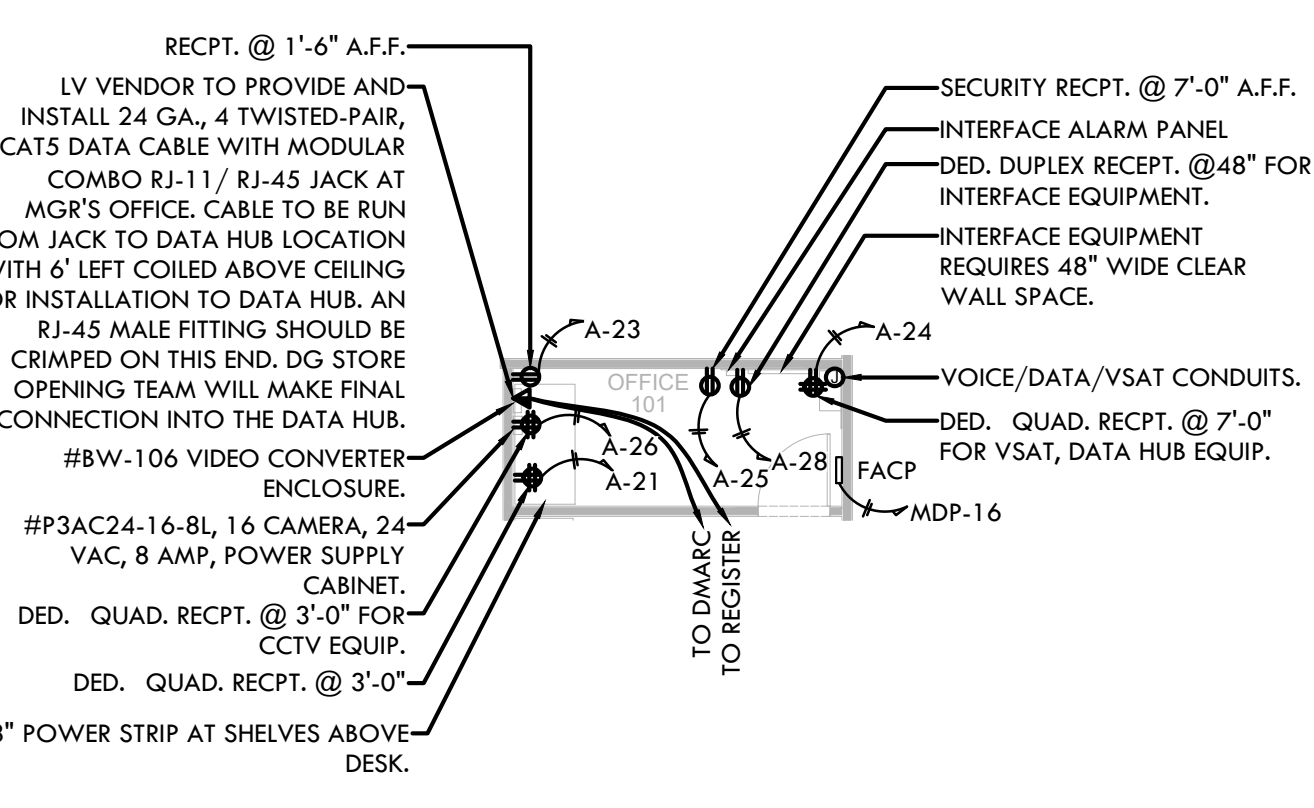 RECPT. @ 1'-6" A.F.F.
LV VENDOR TO PROVIDE AND
INSTALL 24 GA., 4 TWISTED-PAIR,
CAT5 DATA CABLE WITH MODULAR
COMBO RJ-11/ RJ-45 JACK AT
MGR'S OFFICE. CABLE TO BE RUN
JACK TO DATA HUB LOCATION
6' LEFT COILED ABOVE CEILING
INSTALLATION TO DATA HUB. AN
RJ-45 MALE FITTING SHOULD BE
CRIMPED ON THIS END. DG STORE
OPENING TEAM WILL MAKE FINAL
CONNECTION INTO THE DATA HUB.
#BW-106 VIDEO CONVERTER
ENCLOSURE.
#P3AC24-16-8L, 16 CAMERA, 24
VAC, 8 AMP, POWER SUPPLY
CABINET.
DED. QUAD. RECPT. @ 3'-0" FOR
CCTV EQUIP.
DED. QUAD. RECPT. @ 3'-0"
POWER STRIP AT SHELVES ABOVE
DESK.
A-23
OFFICE
101
A-26
A-21
A-25
A-28
A-24
J
FACP
MDP-16
TO DMARC
TO REGISTER
SECURITY RECPT. @ 7'-0" A.F.F.
INTERFACE ALARM PANEL
DED. DUPLEX RECEPT. @48" FOR
INTERFACE EQUIPMENT.
INTERFACE EQUIPMENT
REQUIRES 48" WIDE CLEAR
WALL SPACE.
VOICE/DATA/VSAT CONDUITS.
DED. QUAD. RECPT. @ 7'-0"
FOR VSAT, DATA HUB EQUIP.